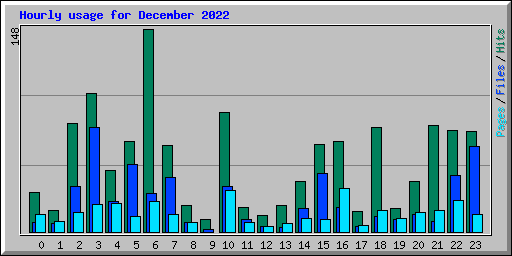 Hourly usage for December 2022
148
Pages / Files / Hits
0 1 2 3 4 5 6 7 8 9 10 11 12 13 14 15 16 17 18 19 20 21 22 23